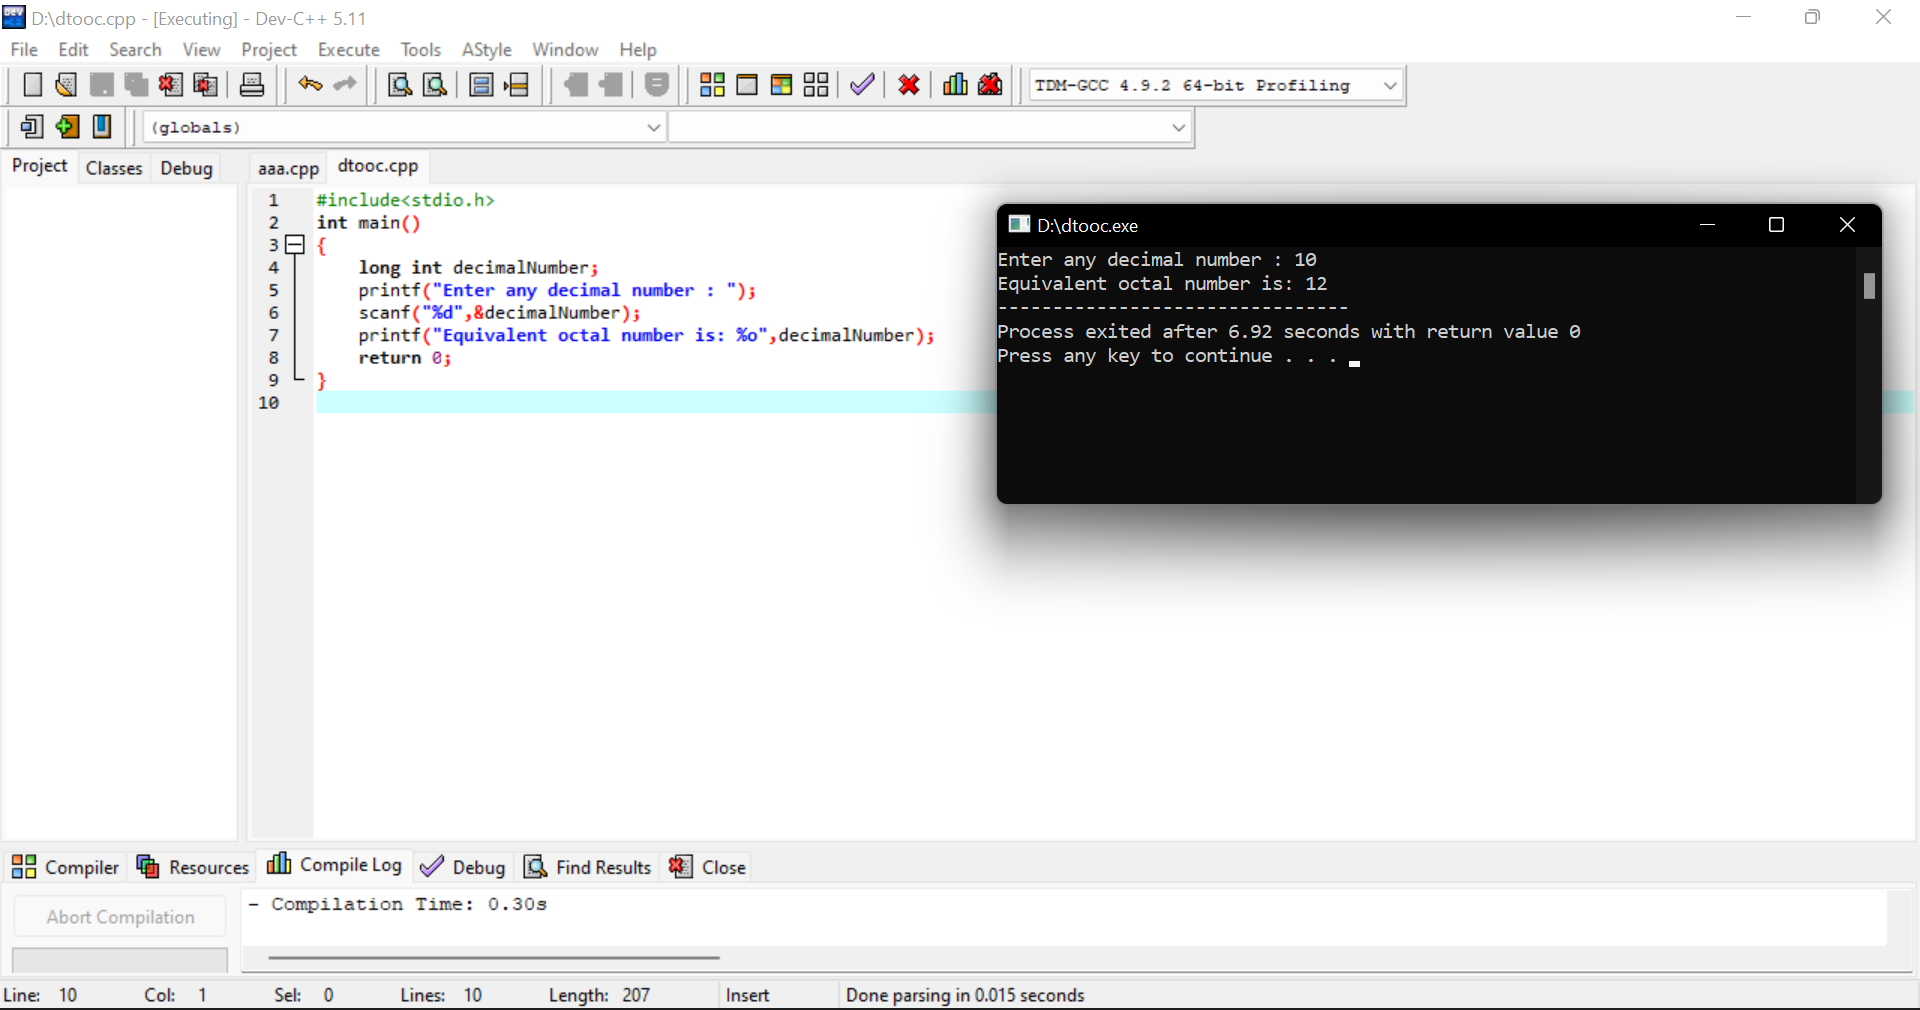 D:\dtooc.cpp - [Executing] - Dev-C++ 5.11
File Edit Search View Project Execute Tools AStyle Window Help
TDM-GCC 4.9.2 64-bit Profiling
(globals)
Project Classes Debug aaa.cpp dtooc.cpp
1 #include<stdio.h>
2 int main()
3 {
4 long int decimalNumber;
5 printf("Enter any decimal number : ");
6 scanf("%d",&decimalNumber);
7 printf("Equivalent octal number is: %o",decimalNumber);
8 return 0;
9 }
10
D:\dtooc.exe
Enter any decimal number : 10
Equivalent octal number is: 12
--------------------------------
Process exited after 6.92 seconds with return value 0
Press any key to continue . . .
Compiler Resources Compile Log Debug Find Results Close
Abort Compilation
- Compilation Time: 0.30s
Line: 10 Col: 1 Sel: 0 Lines: 10 Length: 207 Insert Done parsing in 0.015 seconds